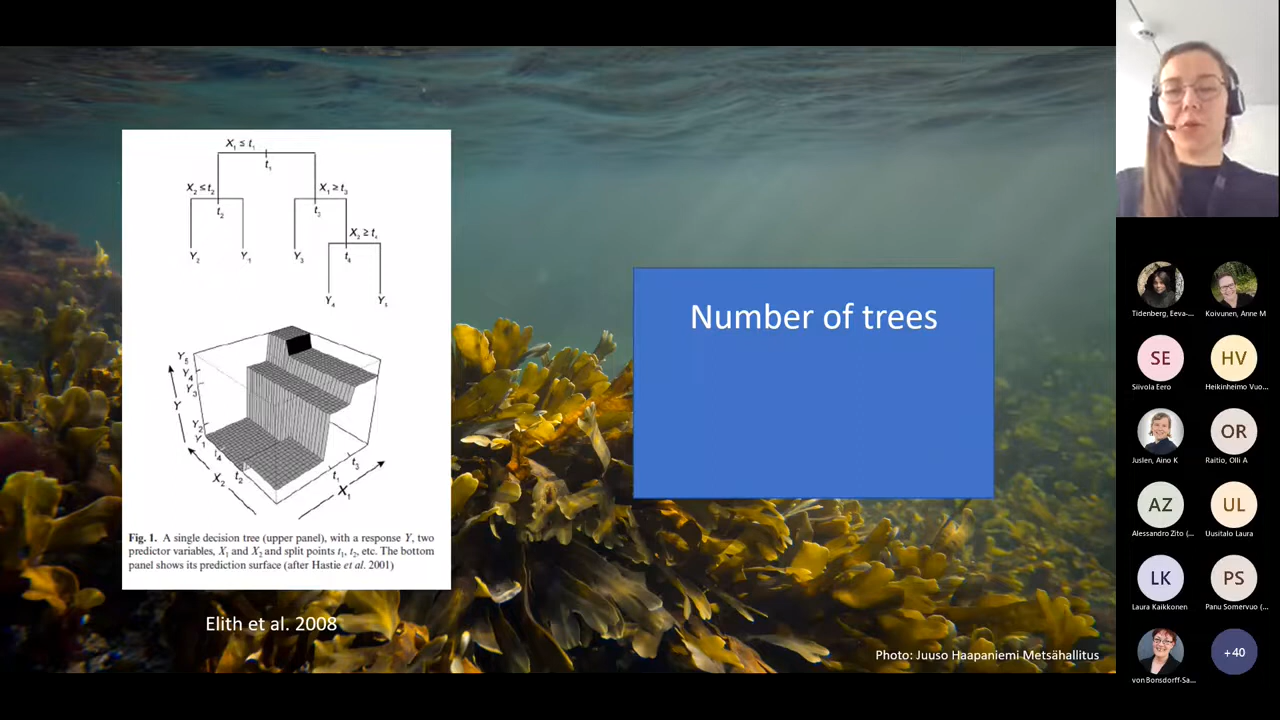 X₁ ≤ t₁
t₁
X₂ ≤ t₂
X₁ ≥ t₃
t₂
t₃
X₂ ≥ t₄
Y₂
Y₁
Y₃
t₄
Y₄
Y₅
Y₅
Y₄
Y₃
Y
Y₂
Y₁
t₄
t₂
X₂
t₁
t₃
X₁
Fig. 1. A single decision tree (upper panel), with a response Y, two
predictor variables, X₁ and X₂ and split points t₁, t₂, etc. The bottom
panel shows its prediction surface (after Hastie et al. 2001)
Elith et al. 2008
Number of trees
Photo: Juuso Haapaniemi Metsähallitus
Tidenberg, Eeva-...
Koivunen, Anne M
SE
HV
Siivola Eero
Heikinheimo Vuo...
OR
Juslen, Aino K
Raitio, Olli A
AZ
UL
Alessandro Zito (...
Uusitalo Laura
LK
PS
Laura Kaikkonen
Panu Somervuo (...
+40
von Bonsdorff-Sa...